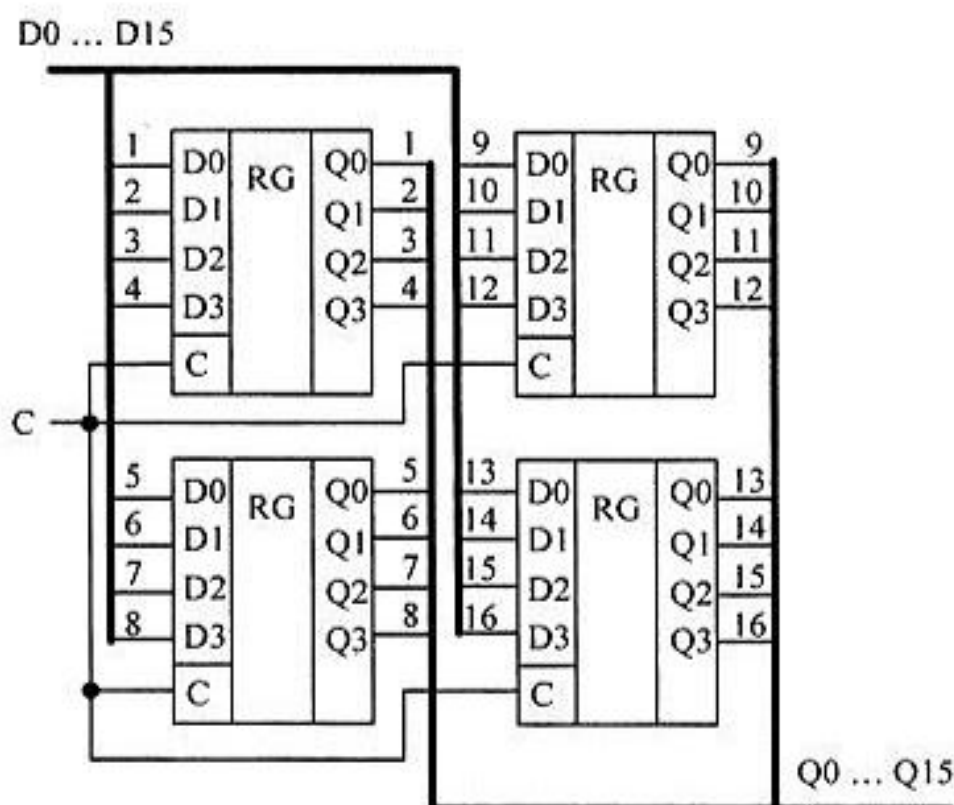 D0 ... D15
1 D0 RG Q0 1 9 D0 RG Q0 9
2 D1 Q1 2 10 D1 Q1 10
3 D2 Q2 3 11 D2 Q2 11
4 D3 Q3 4 12 D3 Q3 12
C C
C
5 D0 RG Q0 5 13 D0 RG Q0 13
6 D1 Q1 6 14 D1 Q1 14
7 D2 Q2 7 15 D2 Q2 15
8 D3 Q3 8 16 D3 Q3 16
C C
Q0 ... Q15